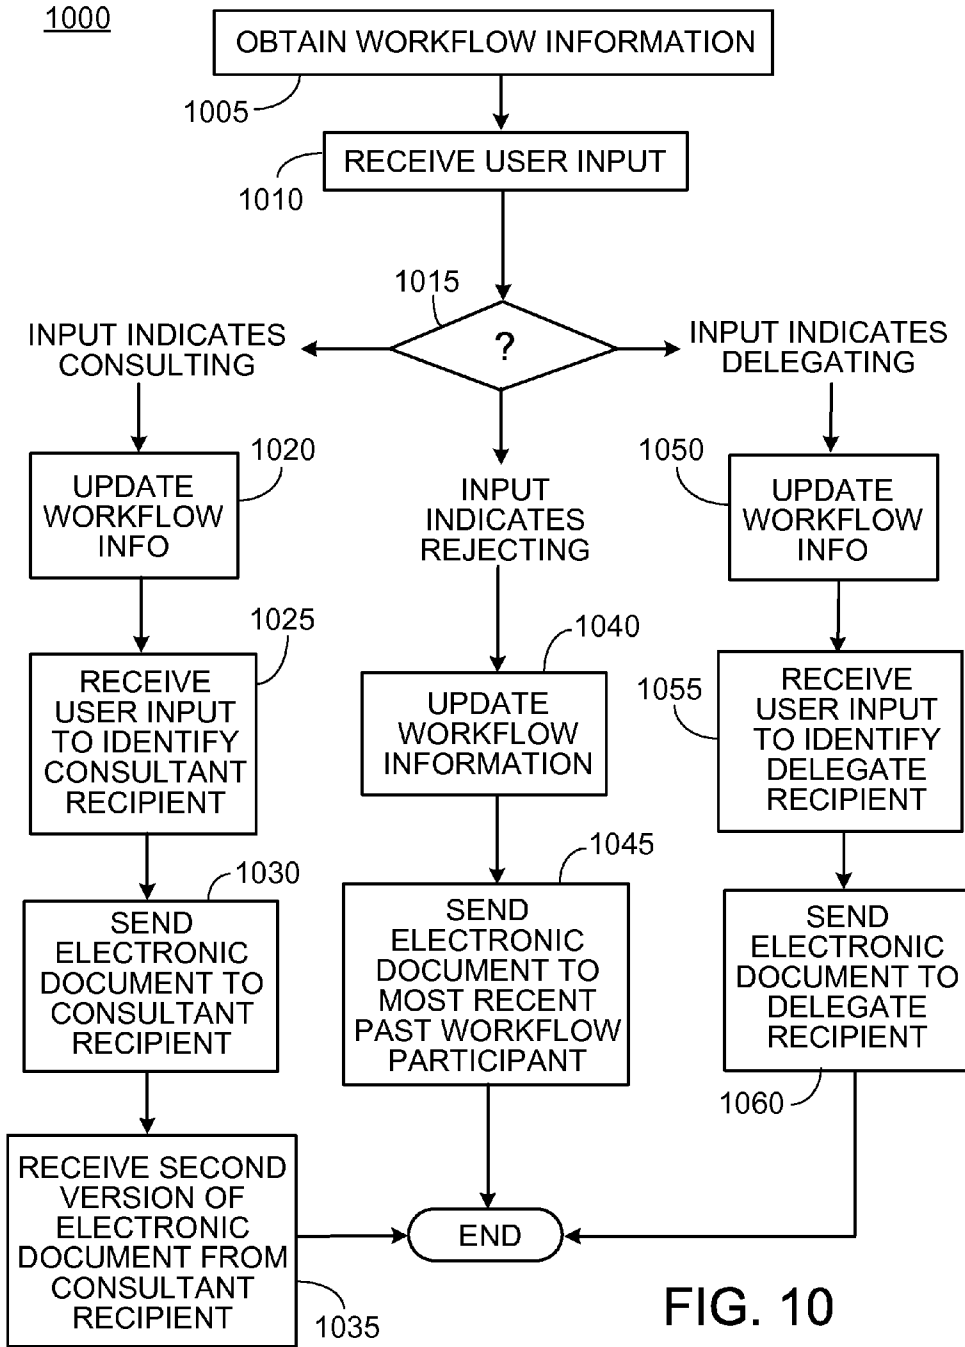 1000
OBTAIN WORKFLOW INFORMATION
1005
RECEIVE USER INPUT
1010
1015
?
INPUT INDICATES
CONSULTING
1020
UPDATE
WORKFLOW
INFO
1025
RECEIVE
USER INPUT
TO IDENTIFY
CONSULTANT
RECIPIENT
1030
SEND
ELECTRONIC
DOCUMENT TO
CONSULTANT
RECIPIENT
RECEIVE SECOND
VERSION OF
ELECTRONIC
DOCUMENT FROM
CONSULTANT
RECIPIENT
1035
INPUT
INDICATES
REJECTING
1040
UPDATE
WORKFLOW
INFORMATION
1045
SEND
ELECTRONIC
DOCUMENT TO
MOST RECENT
PAST WORKFLOW
PARTICIPANT
INPUT INDICATES
DELEGATING
1050
UPDATE
WORKFLOW
INFO
1055
RECEIVE
USER INPUT
TO IDENTIFY
DELEGATE
RECIPIENT
SEND
ELECTRONIC
DOCUMENT TO
DELEGATE
RECIPIENT
1060
END
FIG. 10